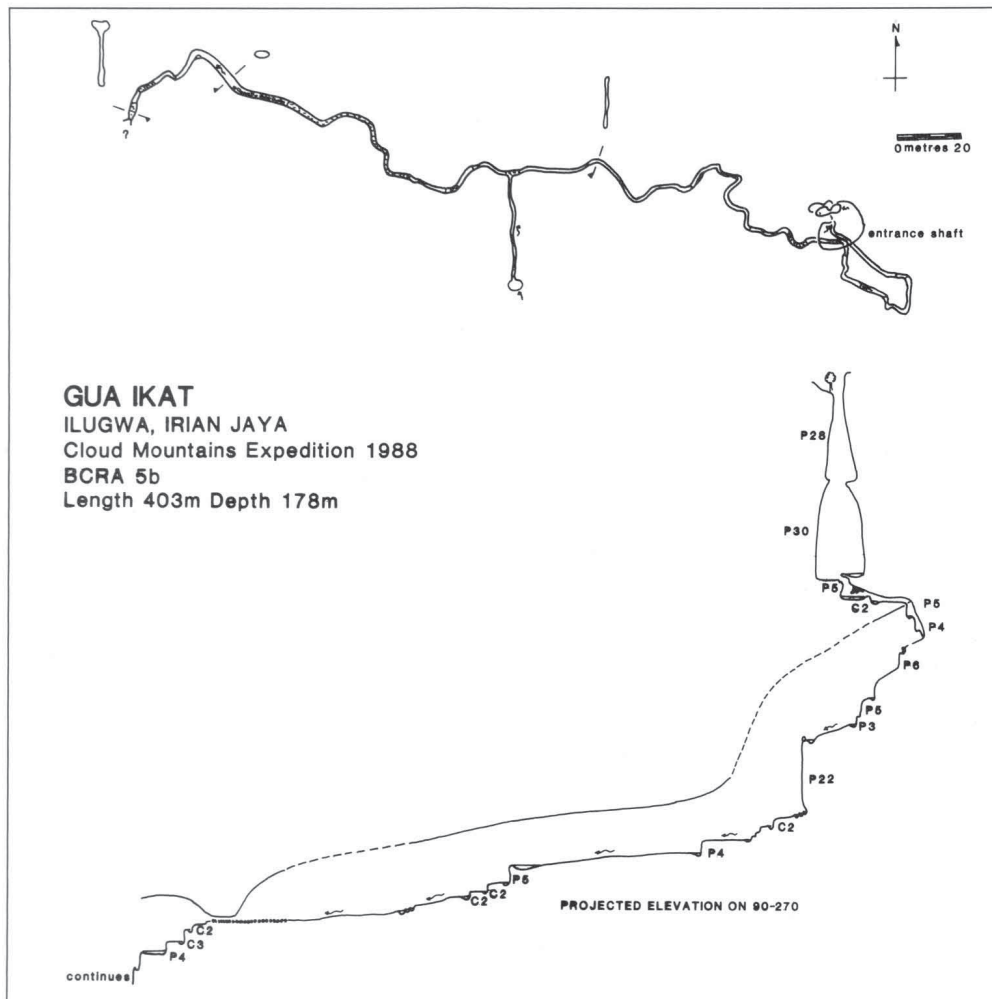 N
0 metres 20
entrance shaft
?
?
GUA IKAT
ILUGWA, IRIAN JAYA
Cloud Mountains Expedition 1988
BCRA 5b
Length 403m Depth 178m
P28
P30
P5
C2
P5
P4
P6
P5
P3
P22
C2
P4
P5
C2
C2
PROJECTED ELEVATION ON 90-270
C2
C3
P4
continues